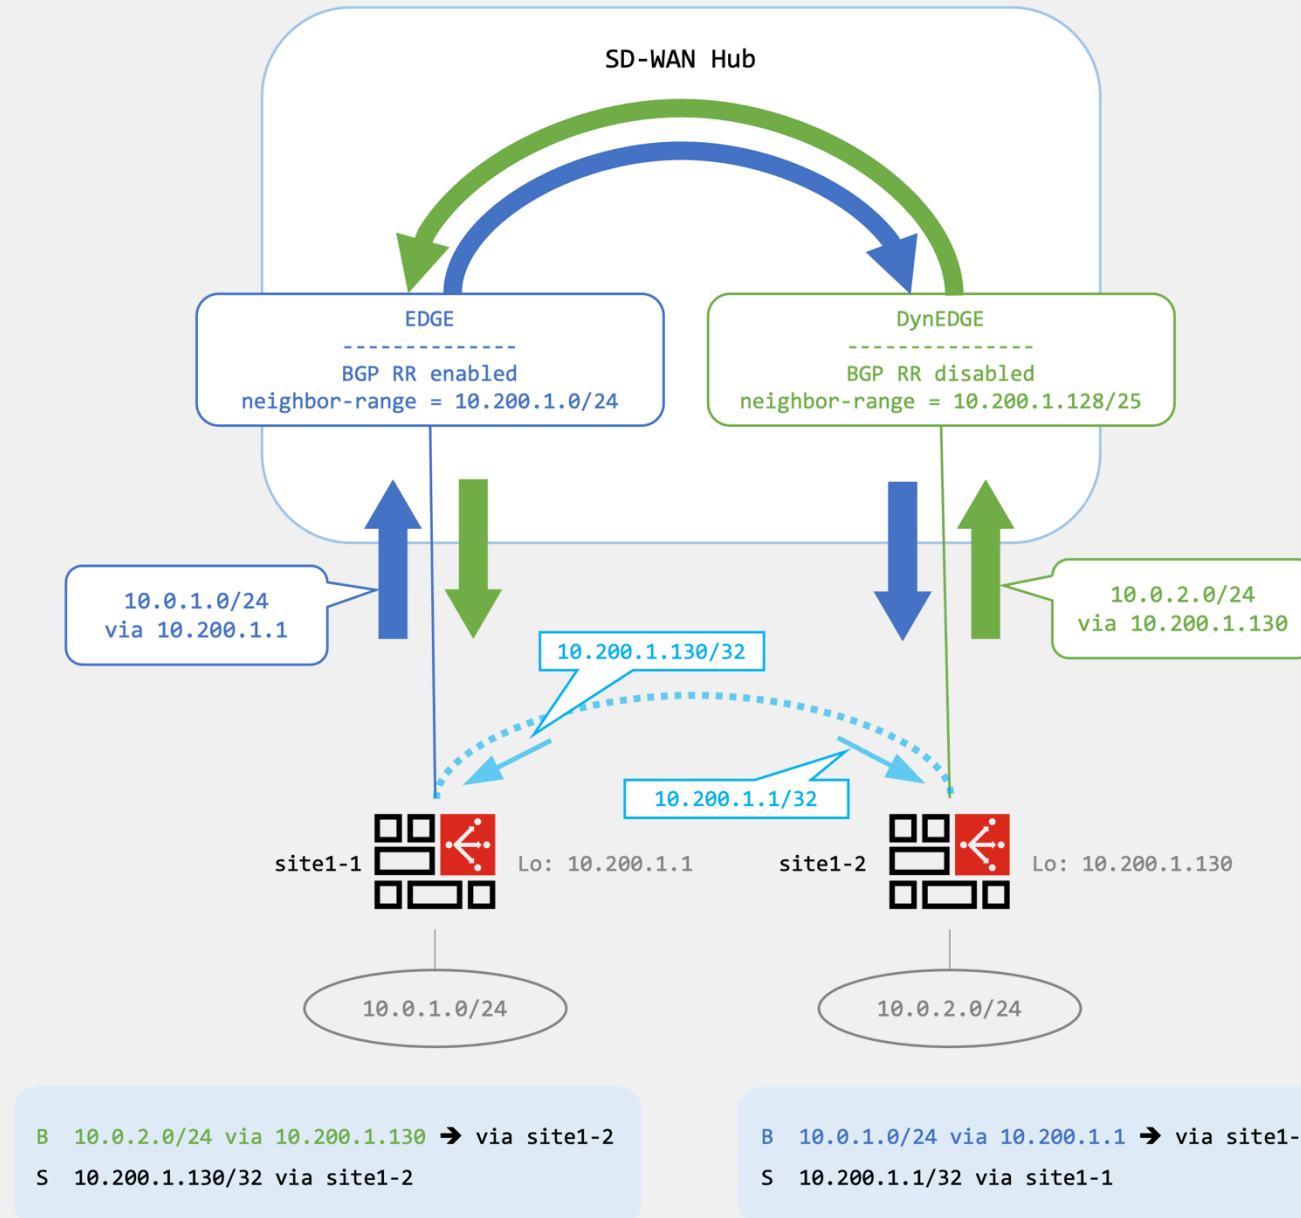 SD-WAN Hub
EDGE
--------------
BGP RR enabled
neighbor-range = 10.200.1.0/24
DynEDGE
---------------
BGP RR disabled
neighbor-range = 10.200.1.128/25
10.0.1.0/24
via 10.200.1.1
10.0.2.0/24
via 10.200.1.130
10.200.1.130/32
10.200.1.1/32
site1-1
Lo: 10.200.1.1
site1-2
Lo: 10.200.1.130
10.0.1.0/24
10.0.2.0/24
B 10.0.2.0/24 via 10.200.1.130 ➔ via site1-2
S 10.200.1.130/32 via site1-2
B 10.0.1.0/24 via 10.200.1.1 ➔ via site1-
S 10.200.1.1/32 via site1-1